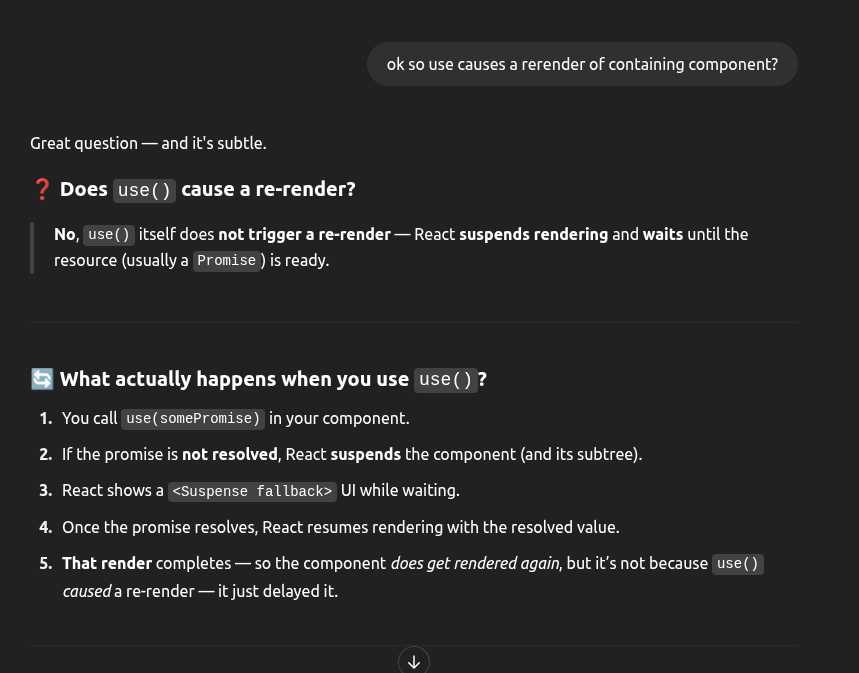 ok so use causes a rerender of containing component?
Great question — and it's subtle.
❓ Does use() cause a re-render?
No, use() itself does not trigger a re-render — React suspends rendering and waits until the
resource (usually a Promise) is ready.
🔄 What actually happens when you use use()?
1. You call use(somePromise) in your component.
2. If the promise is not resolved, React suspends the component (and its subtree).
3. React shows a <Suspense fallback> UI while waiting.
4. Once the promise resolves, React resumes rendering with the resolved value.
5. That render completes — so the component does get rendered again, but it’s not because use()
caused a re-render — it just delayed it.